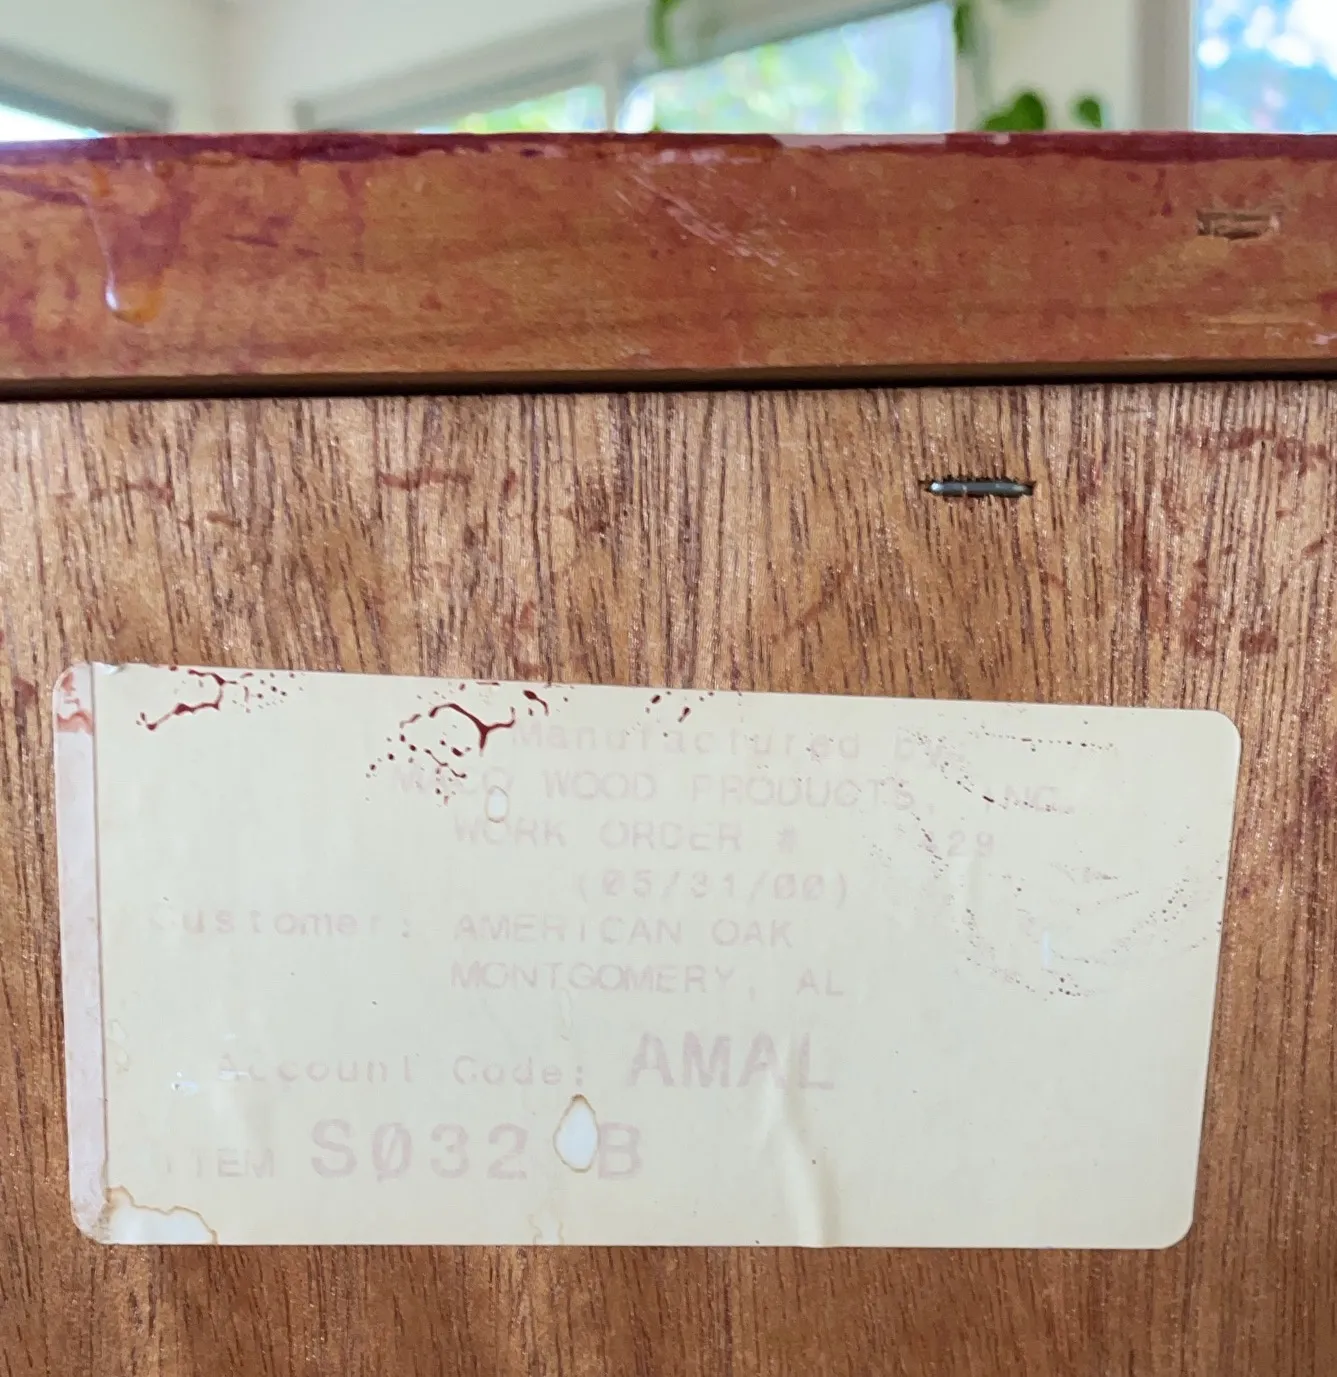 Manufactured By:
WOOD PRODUCTS, INC.
WORK ORDER # 29
(05/31/00)
Customer: AMERICAN OAK
MONTGOMERY, AL
Account Code: AMAL
ITEM S032 B